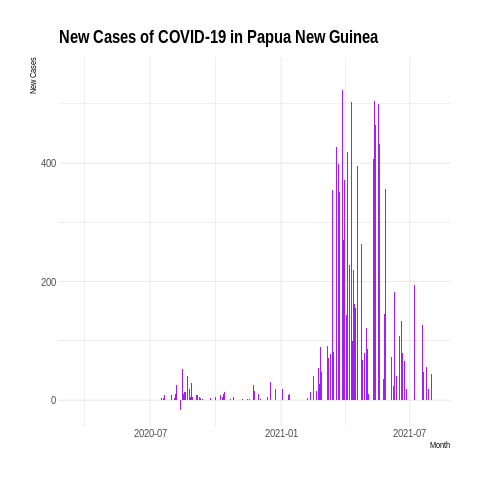 New Cases of COVID-19 in Papua New Guinea
New Cases
400
200
0
2020-07
2021-01
2021-07
Month